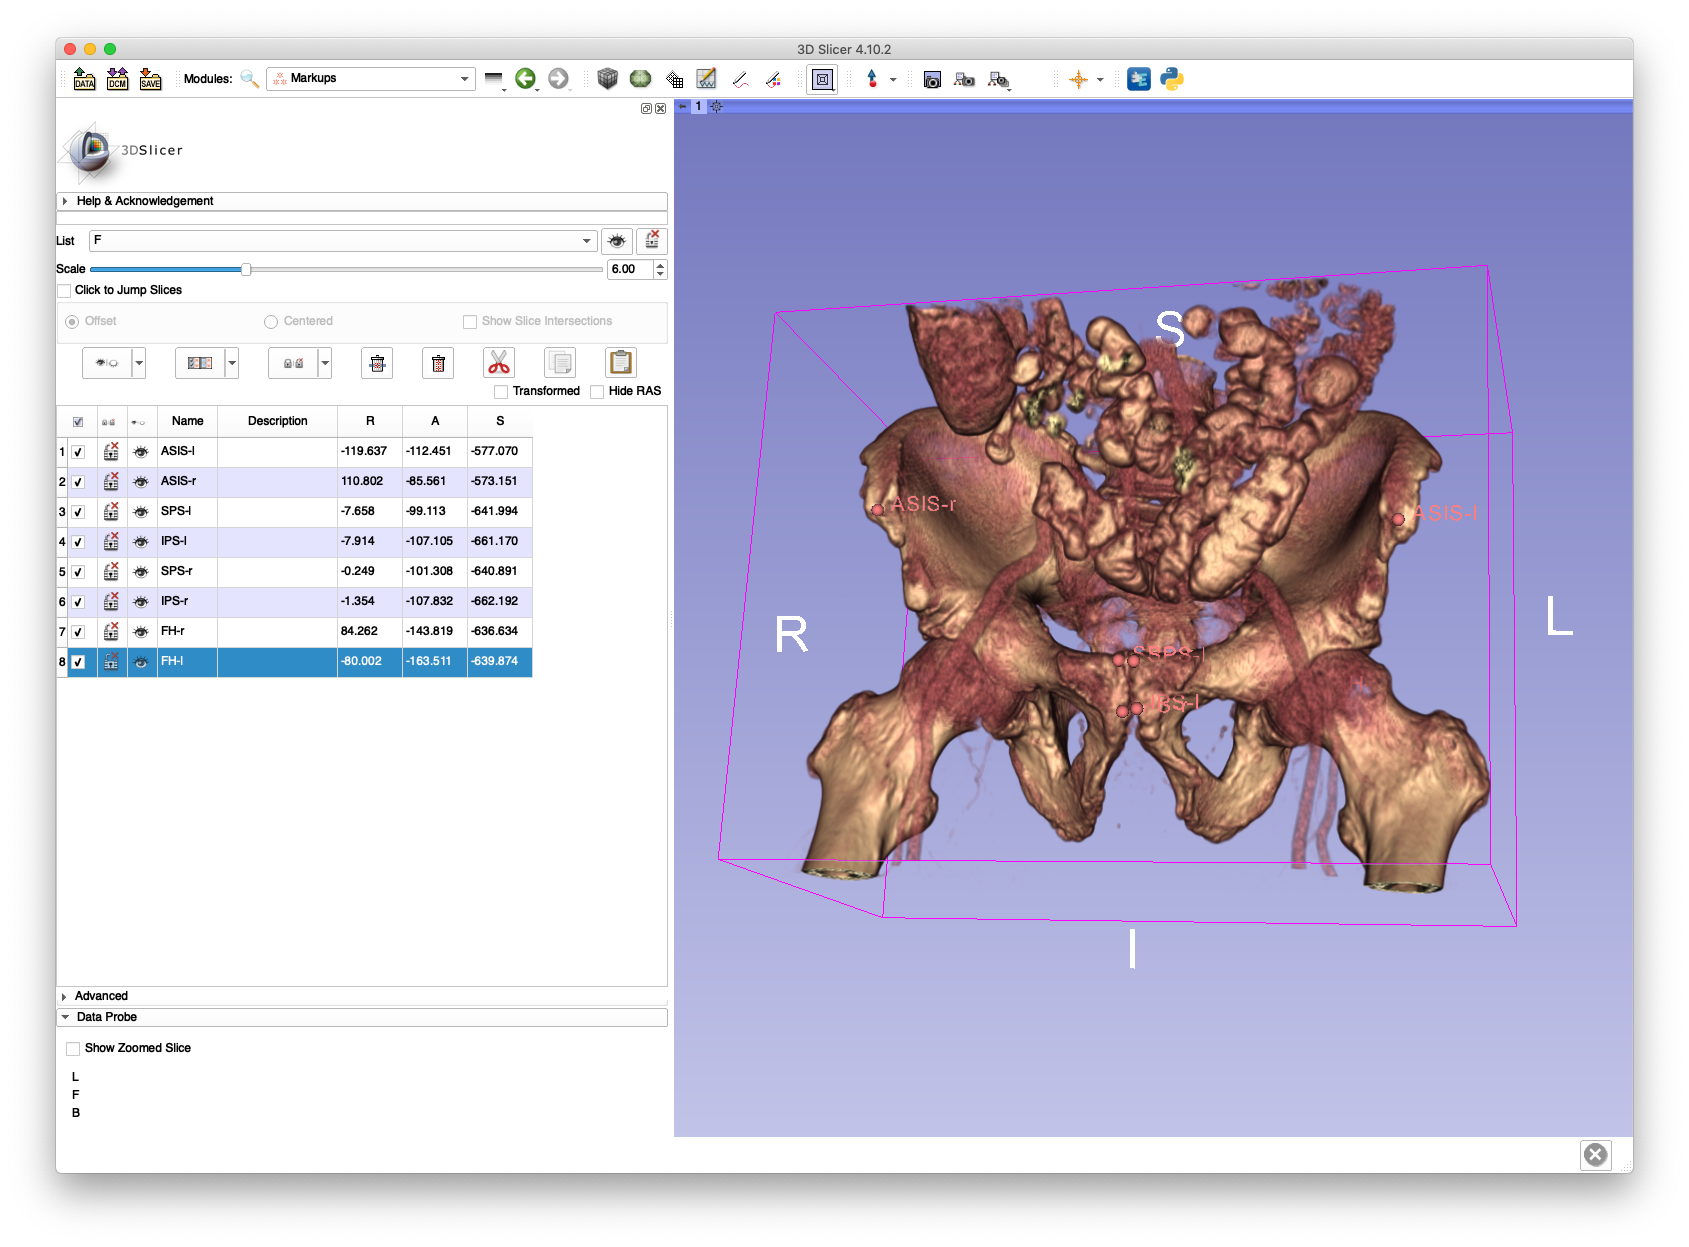 3D Slicer 4.10.2
DATA DCM SAVE Modules: Markups
1
3DSlicer
Help & Acknowledgement
List F
Scale 6.00
Click to Jump Slices
Offset Centered Show Slice Intersections
Transformed Hide RAS
Name Description R A S
1 ASIS-l -119.637 -112.451 -577.070
2 ASIS-r 110.802 -85.561 -573.151
3 SPS-l -7.658 -99.113 -641.994
4 IPS-l -7.914 -107.105 -661.170
5 SPS-r -0.249 -101.308 -640.891
6 IPS-r -1.354 -107.832 -662.192
7 FH-r 84.262 -143.819 -636.634
8 FH-l -80.002 -163.511 -639.874
Advanced
Data Probe
Show Zoomed Slice
L
F
B
S
ASIS-r
ASIS-l
R
L
SPS-l
IPS-l
I